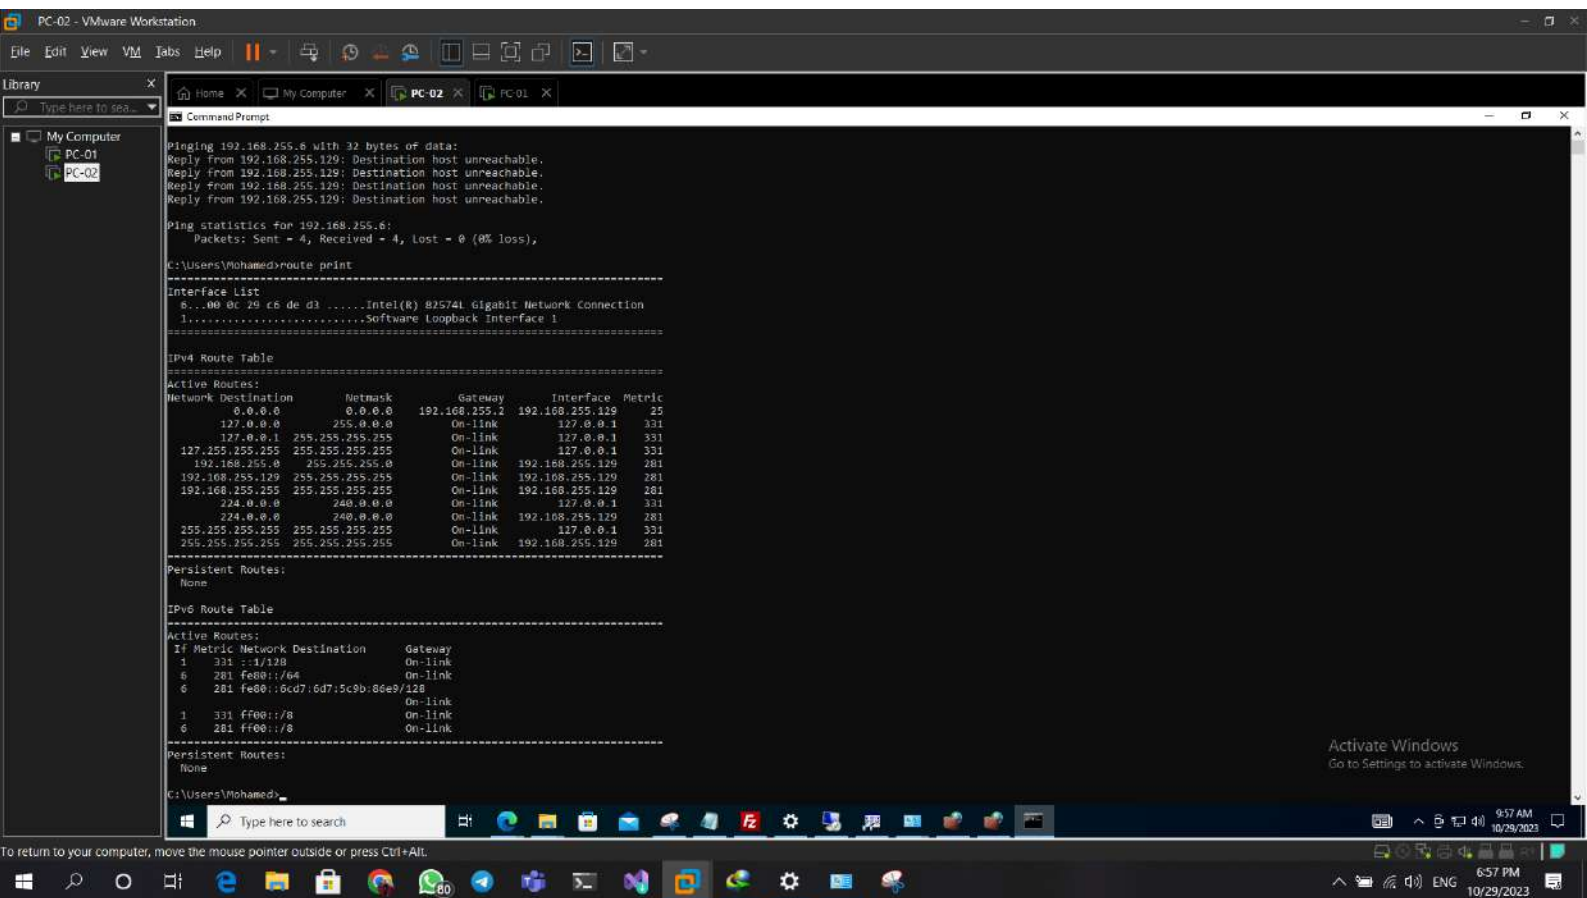 PC-02 - VMware Workstation
File Edit View VM Tabs Help
Library
Type here to sea...
My Computer
PC-01
PC-02
Home
My Computer
PC-02
PC-01
Command Prompt
Pinging 192.168.255.6 with 32 bytes of data:
Reply from 192.168.255.129: Destination host unreachable.
Reply from 192.168.255.129: Destination host unreachable.
Reply from 192.168.255.129: Destination host unreachable.
Reply from 192.168.255.129: Destination host unreachable.
Ping statistics for 192.168.255.6:
Packets: Sent = 4, Received = 4, Lost = 0 (0% loss),
C:\Users\Mohamed>route print
===========================================================================
Interface List
6...00 0c 29 c6 de d3 ......Intel(R) 82574L Gigabit Network Connection
1...........................Software Loopback Interface 1
===========================================================================
IPv4 Route Table
===========================================================================
Active Routes:
Network Destination Netmask Gateway Interface Metric
0.0.0.0 0.0.0.0 192.168.255.2 192.168.255.129 25
127.0.0.0 255.0.0.0 On-link 127.0.0.1 331
127.0.0.1 255.255.255.255 On-link 127.0.0.1 331
127.255.255.255 255.255.255.255 On-link 127.0.0.1 331
192.168.255.0 255.255.255.0 On-link 192.168.255.129 281
192.168.255.129 255.255.255.255 On-link 192.168.255.129 281
192.168.255.255 255.255.255.255 On-link 192.168.255.129 281
224.0.0.0 240.0.0.0 On-link 127.0.0.1 331
224.0.0.0 240.0.0.0 On-link 192.168.255.129 281
255.255.255.255 255.255.255.255 On-link 127.0.0.1 331
255.255.255.255 255.255.255.255 On-link 192.168.255.129 281
===========================================================================
Persistent Routes:
None
IPv6 Route Table
===========================================================================
Active Routes:
If Metric Network Destination Gateway
1 331 ::1/128 On-link
6 281 fe80::/64 On-link
6 281 fe80::6cd7:6d7:5c9b:86e9/128
On-link
1 331 ff00::/8 On-link
6 281 ff00::/8 On-link
===========================================================================
Persistent Routes:
None
C:\Users\Mohamed>_
Activate Windows
Go to Settings to activate Windows.
Type here to search
9:57 AM
10/29/2023
To return to your computer, move the mouse pointer outside or press Ctrl+Alt.
80
ENG
6:57 PM
10/29/2023